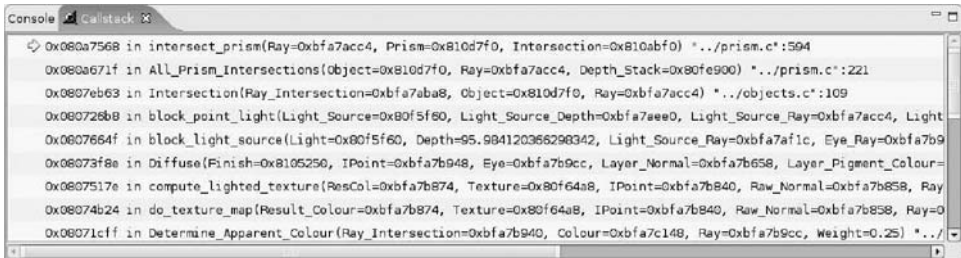 Console Callstack
0x080a7568 in intersect_prism(Ray=0xbfa7acc4, Prism=0x810d7f0, Intersection=0x810abf0) "../prism.c":594
0x080a671f in All_Prism_Intersections(Object=0x810d7f0, Ray=0xbfa7acc4, Depth_Stack=0x80fe900) "../prism.c":221
0x0807eb63 in Intersection(Ray_Intersection=0xbfa7aba8, Object=0x810d7f0, Ray=0xbfa7acc4) "../objects.c":109
0x080726b8 in block_point_light(Light_Source=0x80f5f60, Light_Source_Depth=0xbfa7aee0, Light_Source_Ray=0xbfa7acc4, Light
0x0807664f in block_light_source(Light=0x80f5f60, Depth=95.984120366298342, Light_Source_Ray=0xbfa7af1c, Eye_Ray=0xbfa7b9
0x08073f8e in Diffuse(Finish=0x8105250, IPoint=0xbfa7b948, Eye=0xbfa7b9cc, Layer_Normal=0xbfa7b658, Layer_Pigment_Colour=
0x0807517e in compute_lighted_texture(ResCol=0xbfa7b874, Texture=0x80f64a8, IPoint=0xbfa7b840, Raw_Normal=0xbfa7b858, Ray
0x08074b24 in do_texture_map(Result_Colour=0xbfa7b874, Texture=0x80f64a8, IPoint=0xbfa7b840, Raw_Normal=0xbfa7b858, Ray=0
0x08071cff in Determine_Apparent_Colour(Ray_Intersection=0xbfa7b940, Colour=0xbfa7c148, Ray=0xbfa7b9cc, Weight=0.25) "../